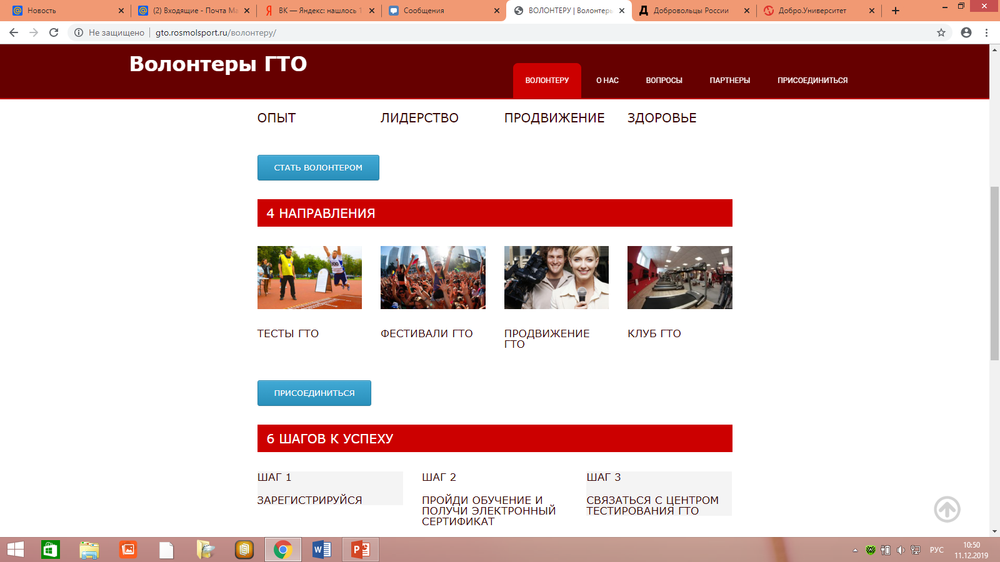 Новость
(2) Входящие - Почта Ma
ВК — Яндекс: нашлось 1
Сообщения
ВОЛОНТЕРУ | Волонтеры
Добровольцы России
Добро.Университет
Не защищено
gto.rosmolsport.ru/волонтеру/
Волонтеры ГТО
ВОЛОНТЕРУ
О НАС
ВОПРОСЫ
ПАРТНЕРЫ
ПРИСОЕДИНИТЬСЯ
ОПЫТ
ЛИДЕРСТВО
ПРОДВИЖЕНИЕ
ЗДОРОВЬЕ
СТАТЬ ВОЛОНТЕРОМ
4 НАПРАВЛЕНИЯ
300
ТЕСТЫ ГТО
ФЕСТИВАЛИ ГТО
ПРОДВИЖЕНИЕ
ГТО
КЛУБ ГТО
ПРИСОЕДИНИТЬСЯ
6 ШАГОВ К УСПЕХУ
ШАГ 1
ЗАРЕГИСТРИРУЙСЯ
ШАГ 2
ПРОЙДИ ОБУЧЕНИЕ И
ПОЛУЧИ ЭЛЕКТРОННЫЙ
СЕРТИФИКАТ
ШАГ 3
СВЯЗАТЬСЯ С ЦЕНТРОМ
ТЕСТИРОВАНИЯ ГТО
РУС
10:50
11.12.2019